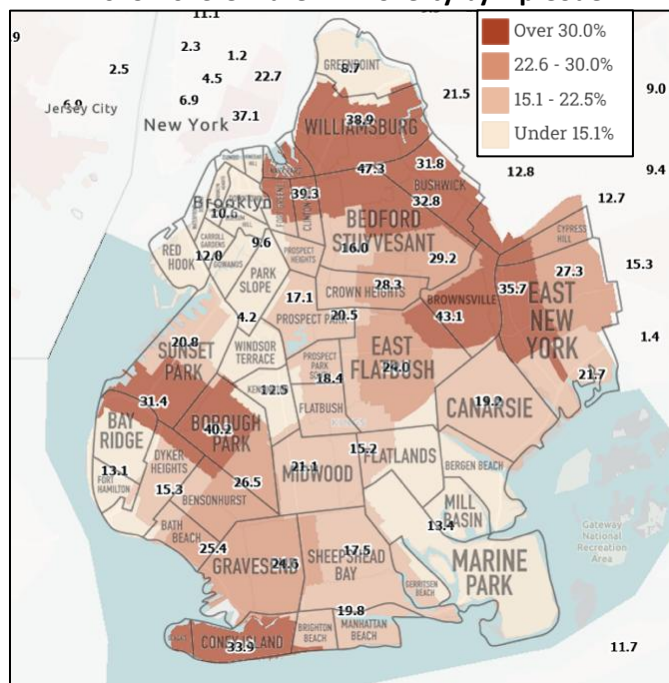 11.1
.9
2.3
1.2
2.5
4.5
22.7
6.9
Jersey City
6.9
New York
37.1
21.5
9.0
9.4
12.8
12.7
15.3
1.4
11.7
Over 30.0%
22.6 - 30.0%
15.1 - 22.5%
Under 15.1%
GREENPOINT
8.7
38.9
WILLIAMSBURG
47.3
31.8
BUSHWICK
32.8
Brooklyn
39.3
CLINTON
10.6
BEDFORD
STUYVESANT
16.0
29.2
CYPRESS
HILL
27.3
RED
HOOK
CARROLL
GARDENS
12.0
GOWANUS
9.6
PARK
SLOPE
PROSPECT
HEIGHTS
17.1
CROWN HEIGHTS
28.3
20.5
PROSPECT PARK
BROWNSVILLE
43.1
35.7
EAST
NEW
YORK
21.7
4.2
WINDSOR
TERRACE
20.8
SUNSET
PARK
12.5
PROSPECT
PARK
18.4
FLATBUSH
EAST
FLATBUSH
CANARSIE
31.4
BAY
RIDGE
BOROUGH
PARK
40.2
13.1
FORT
HAMILTON
DYKER
HEIGHTS
15.3
26.5
BENSONHURST
21.1
MIDWOOD
15.2
FLATLANDS
BERGEN BEACH
MILL
BASIN
13.4
BATH
BEACH
25.4
GRAVESEND
17.5
SHEEPSHEAD
BAY
GERRITSEN
BEACH
MARINE
PARK
Gateway
National
Recreation
Area
19.8
BRIGHTON
BEACH
MANHATTAN
BEACH
CONEY ISLAND
33.9